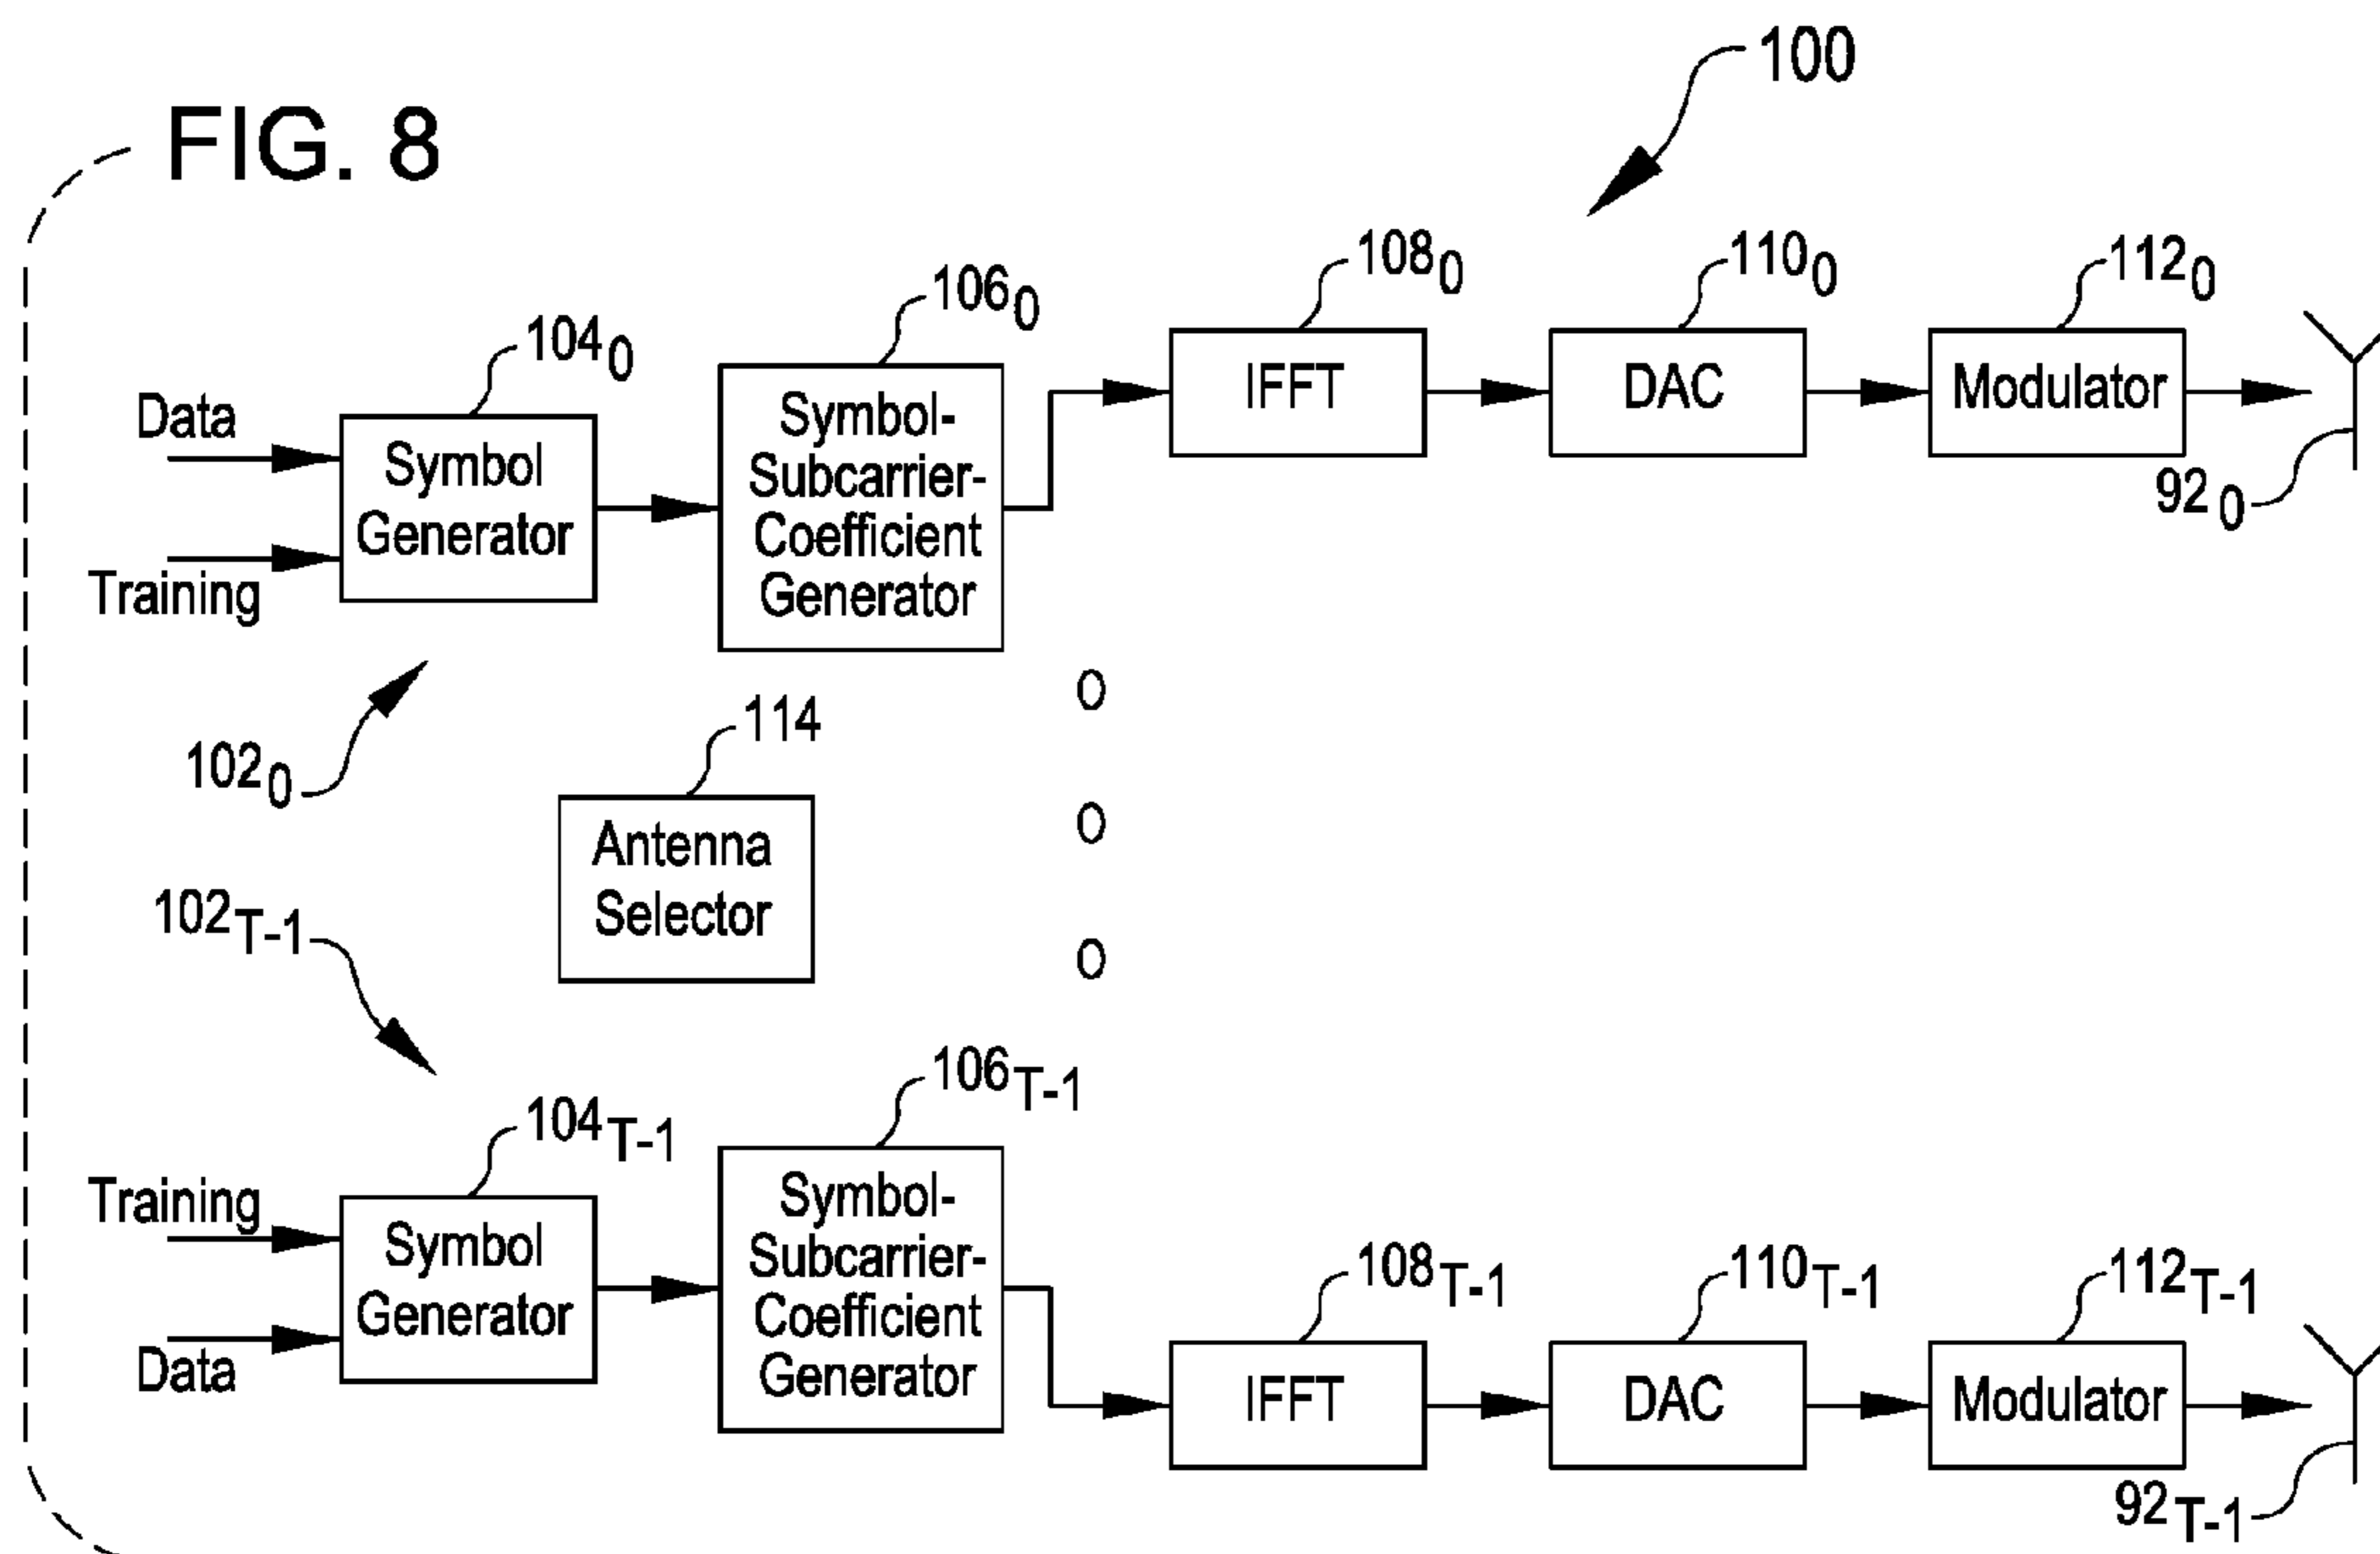 FIG. 8
100
108₀
110₀
112₀
106₀
104₀
Data
Training
Symbol
Generator
Symbol-
Subcarrier-
Coefficient
Generator
IFFT
DAC
Modulator
92₀
102₀
114
Antenna
Selector
o
o
o
102T-1
106T-1
104T-1
Training
Data
Symbol
Generator
Symbol-
Subcarrier-
Coefficient
Generator
108T-1
110T-1
112T-1
IFFT
DAC
Modulator
92T-1